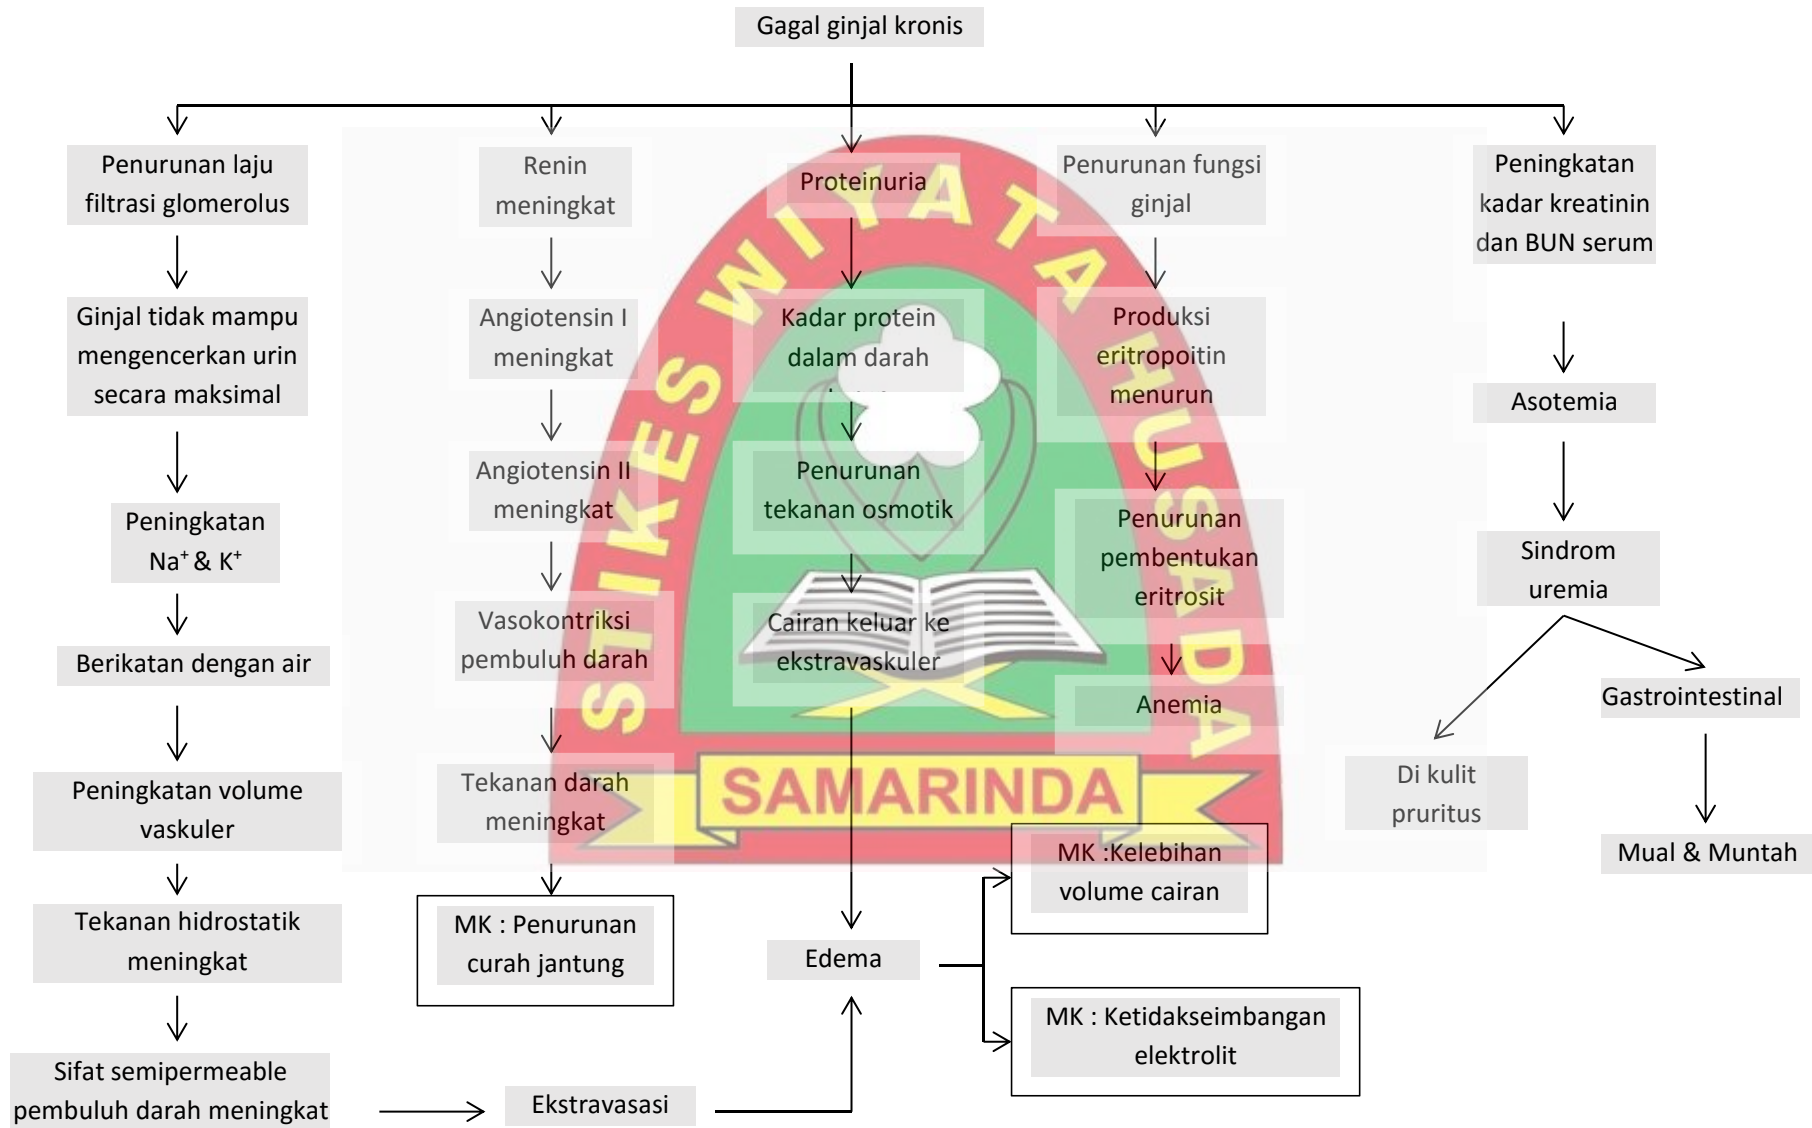 Gagal ginjal kronis
Penurunan laju
filtrasi glomerolus
Ginjal tidak mampu
mengencerkan urin
secara maksimal
Peningkatan
Na⁺ & K⁺
Berikatan dengan air
Peningkatan volume
vaskuler
Tekanan hidrostatik
meningkat
Sifat semipermeable
pembuluh darah meningkat
Ekstravasasi
Renin
meningkat
Angiotensin I
meningkat
Angiotensin II
meningkat
Vasokontriksi
pembuluh darah
Tekanan darah
meningkat
MK : Penurunan
curah jantung
Proteinuria
Kadar protein
dalam darah
Penurunan
tekanan osmotik
Cairan keluar ke
ekstravaskuler
Edema
MK :Kelebihan
volume cairan
MK : Ketidakseimbangan
elektrolit
Penurunan fungsi
ginjal
Produksi
eritropoitin
menurun
Penurunan
pembentukan
eritrosit
Anemia
Peningkatan
kadar kreatinin
dan BUN serum
Asotemia
Sindrom
uremia
Di kulit
pruritus
Gastrointestinal
Mual & Muntah
STIKES WIYATA HUSADA
SAMARINDA